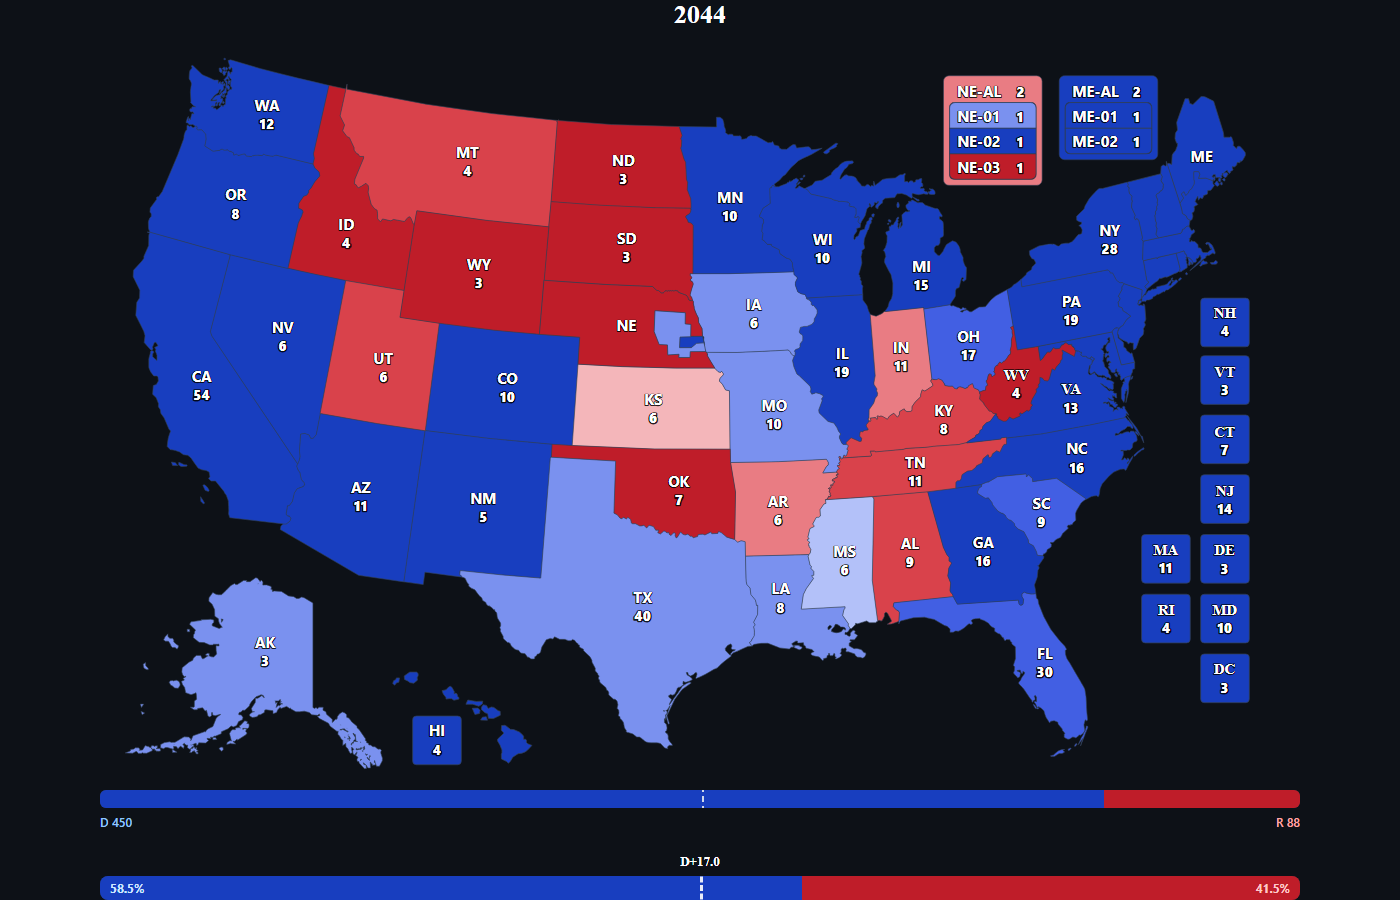 2044
NE-AL 2
NE-01 1
NE-02 1
NE-03 1
ME-AL 2
ME-01 1
ME-02 1
WA
12
OR
8
CA
54
NV
6
ID
4
MT
4
WY
3
UT
6
CO
10
AZ
11
NM
5
ND
3
SD
3
NE
KS
6
OK
7
TX
40
MN
10
IA
6
MO
10
AR
6
LA
8
WI
10
IL
19
MS
6
MI
15
IN
11
OH
17
KY
8
TN
11
AL
9
GA
16
FL
30
SC
9
NC
16
VA
13
WV
4
PA
19
NY
28
ME
NH
4
VT
3
CT
7
NJ
14
MA
11
DE
3
RI
4
MD
10
DC
3
AK
3
HI
4
D 450
R 88
D+17.0
58.5%
41.5%